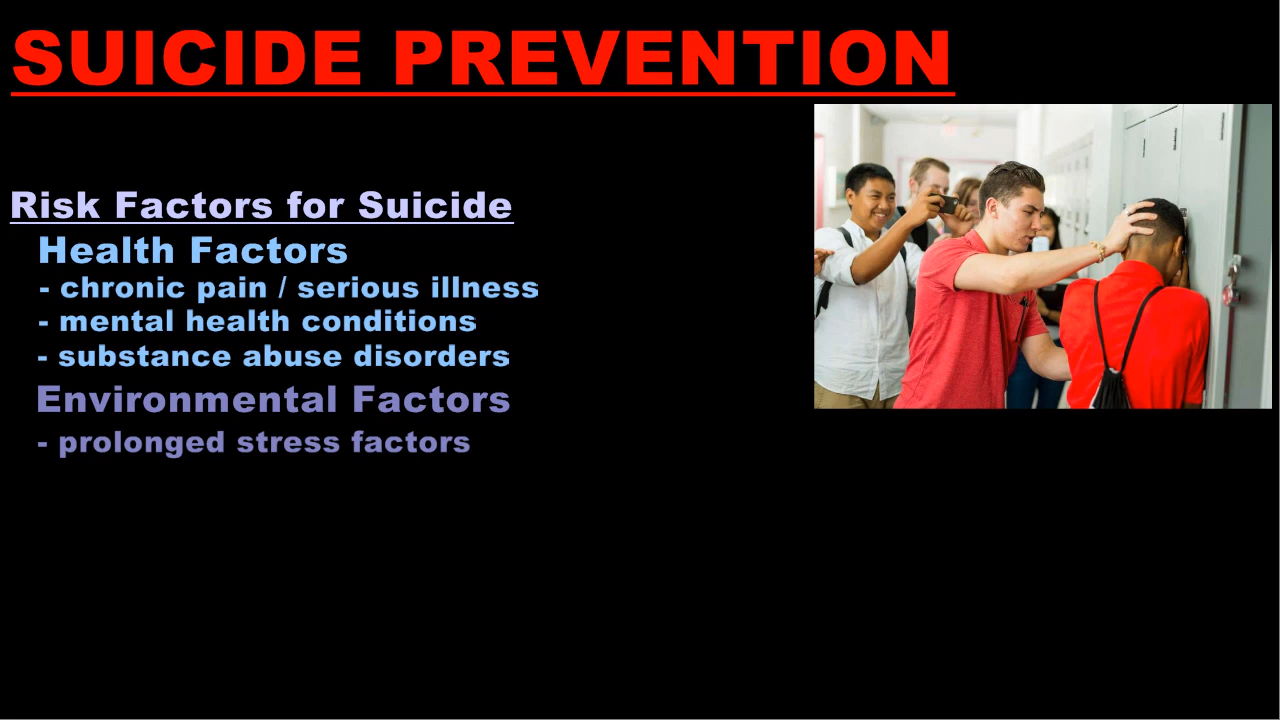 SUICIDE PREVENTION
Risk Factors for Suicide
Health Factors
- chronic pain / serious illness
- mental health conditions
- substance abuse disorders
Environmental Factors
- prolonged stress factors